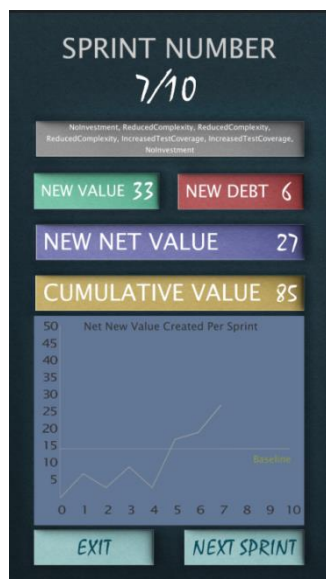 SPRINT NUMBER
7/10
NoInvestment, ReducedComplexity, ReducedComplexity,
ReducedComplexity, IncreasedTestCoverage, IncreasedTestCoverage,
NoInvestment
NEW VALUE 33
NEW DEBT 6
NEW NET VALUE 27
CUMULATIVE VALUE 85
Net New Value Created Per Sprint
50
45
40
35
30
25
20
15
10
5
Baseline
0 1 2 3 4 5 6 7 8 9 10
EXIT
NEXT SPRINT